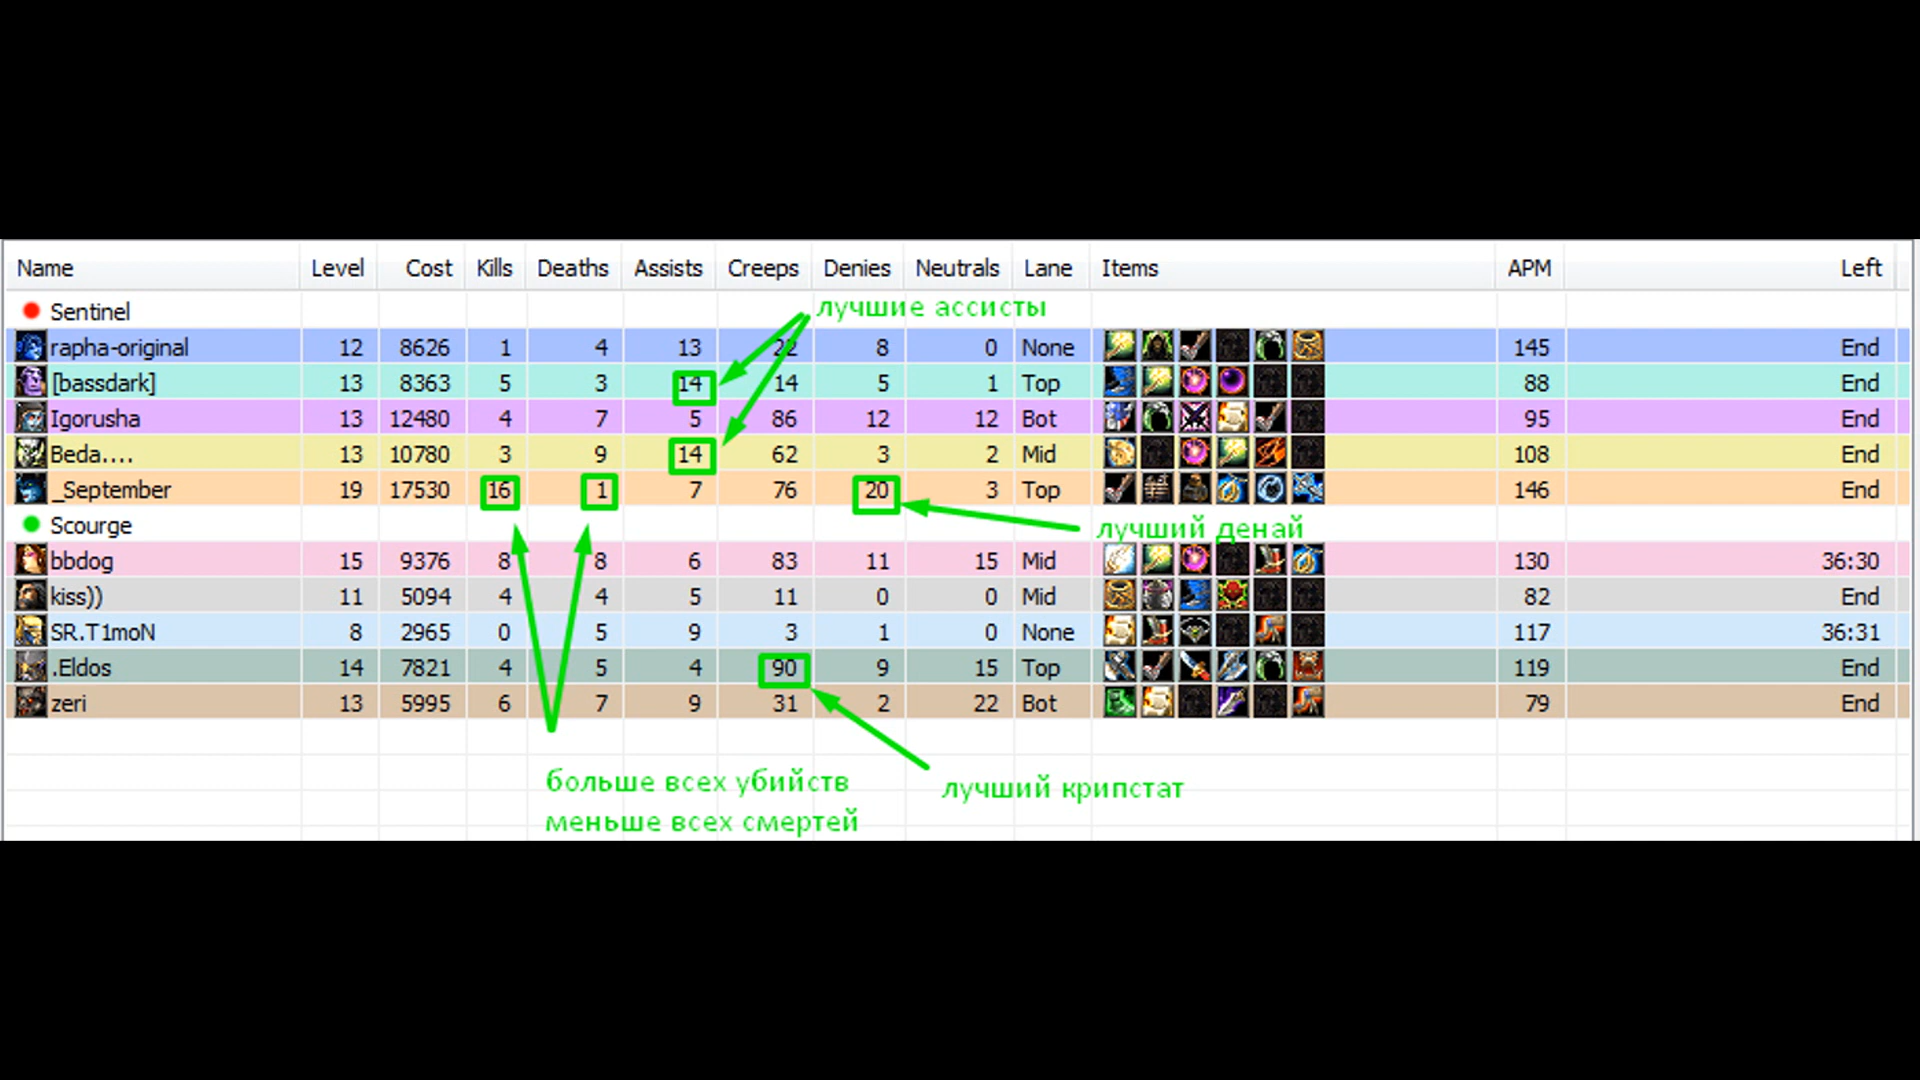 Name Level Cost Kills Deaths Assists Creeps Denies Neutrals Lane Items APM Left
Sentinel
лучшие ассисты
rapha-original 12 8626 1 4 13 22 8 0 None 145 End
[bassdark] 13 8363 5 3 14 14 5 1 Top 88 End
Igorusha 13 12480 4 7 5 86 12 12 Bot 95 End
Beda.... 13 10780 3 9 14 62 3 2 Mid 108 End
_September 19 17530 16 1 7 76 20 3 Top 146 End
Scourge
лучший денай
bbdog 15 9376 8 8 6 83 11 15 Mid 130 36:30
kiss)) 11 5094 4 4 5 11 0 0 Mid 82 End
SR.T1moN 8 2965 0 5 9 3 1 0 None 117 36:31
.Eldos 14 7821 4 5 4 90 9 15 Top 119 End
zeri 13 5995 6 7 9 31 2 22 Bot 79 End
больше всех убийств
меньше всех смертей
лучший крипстат